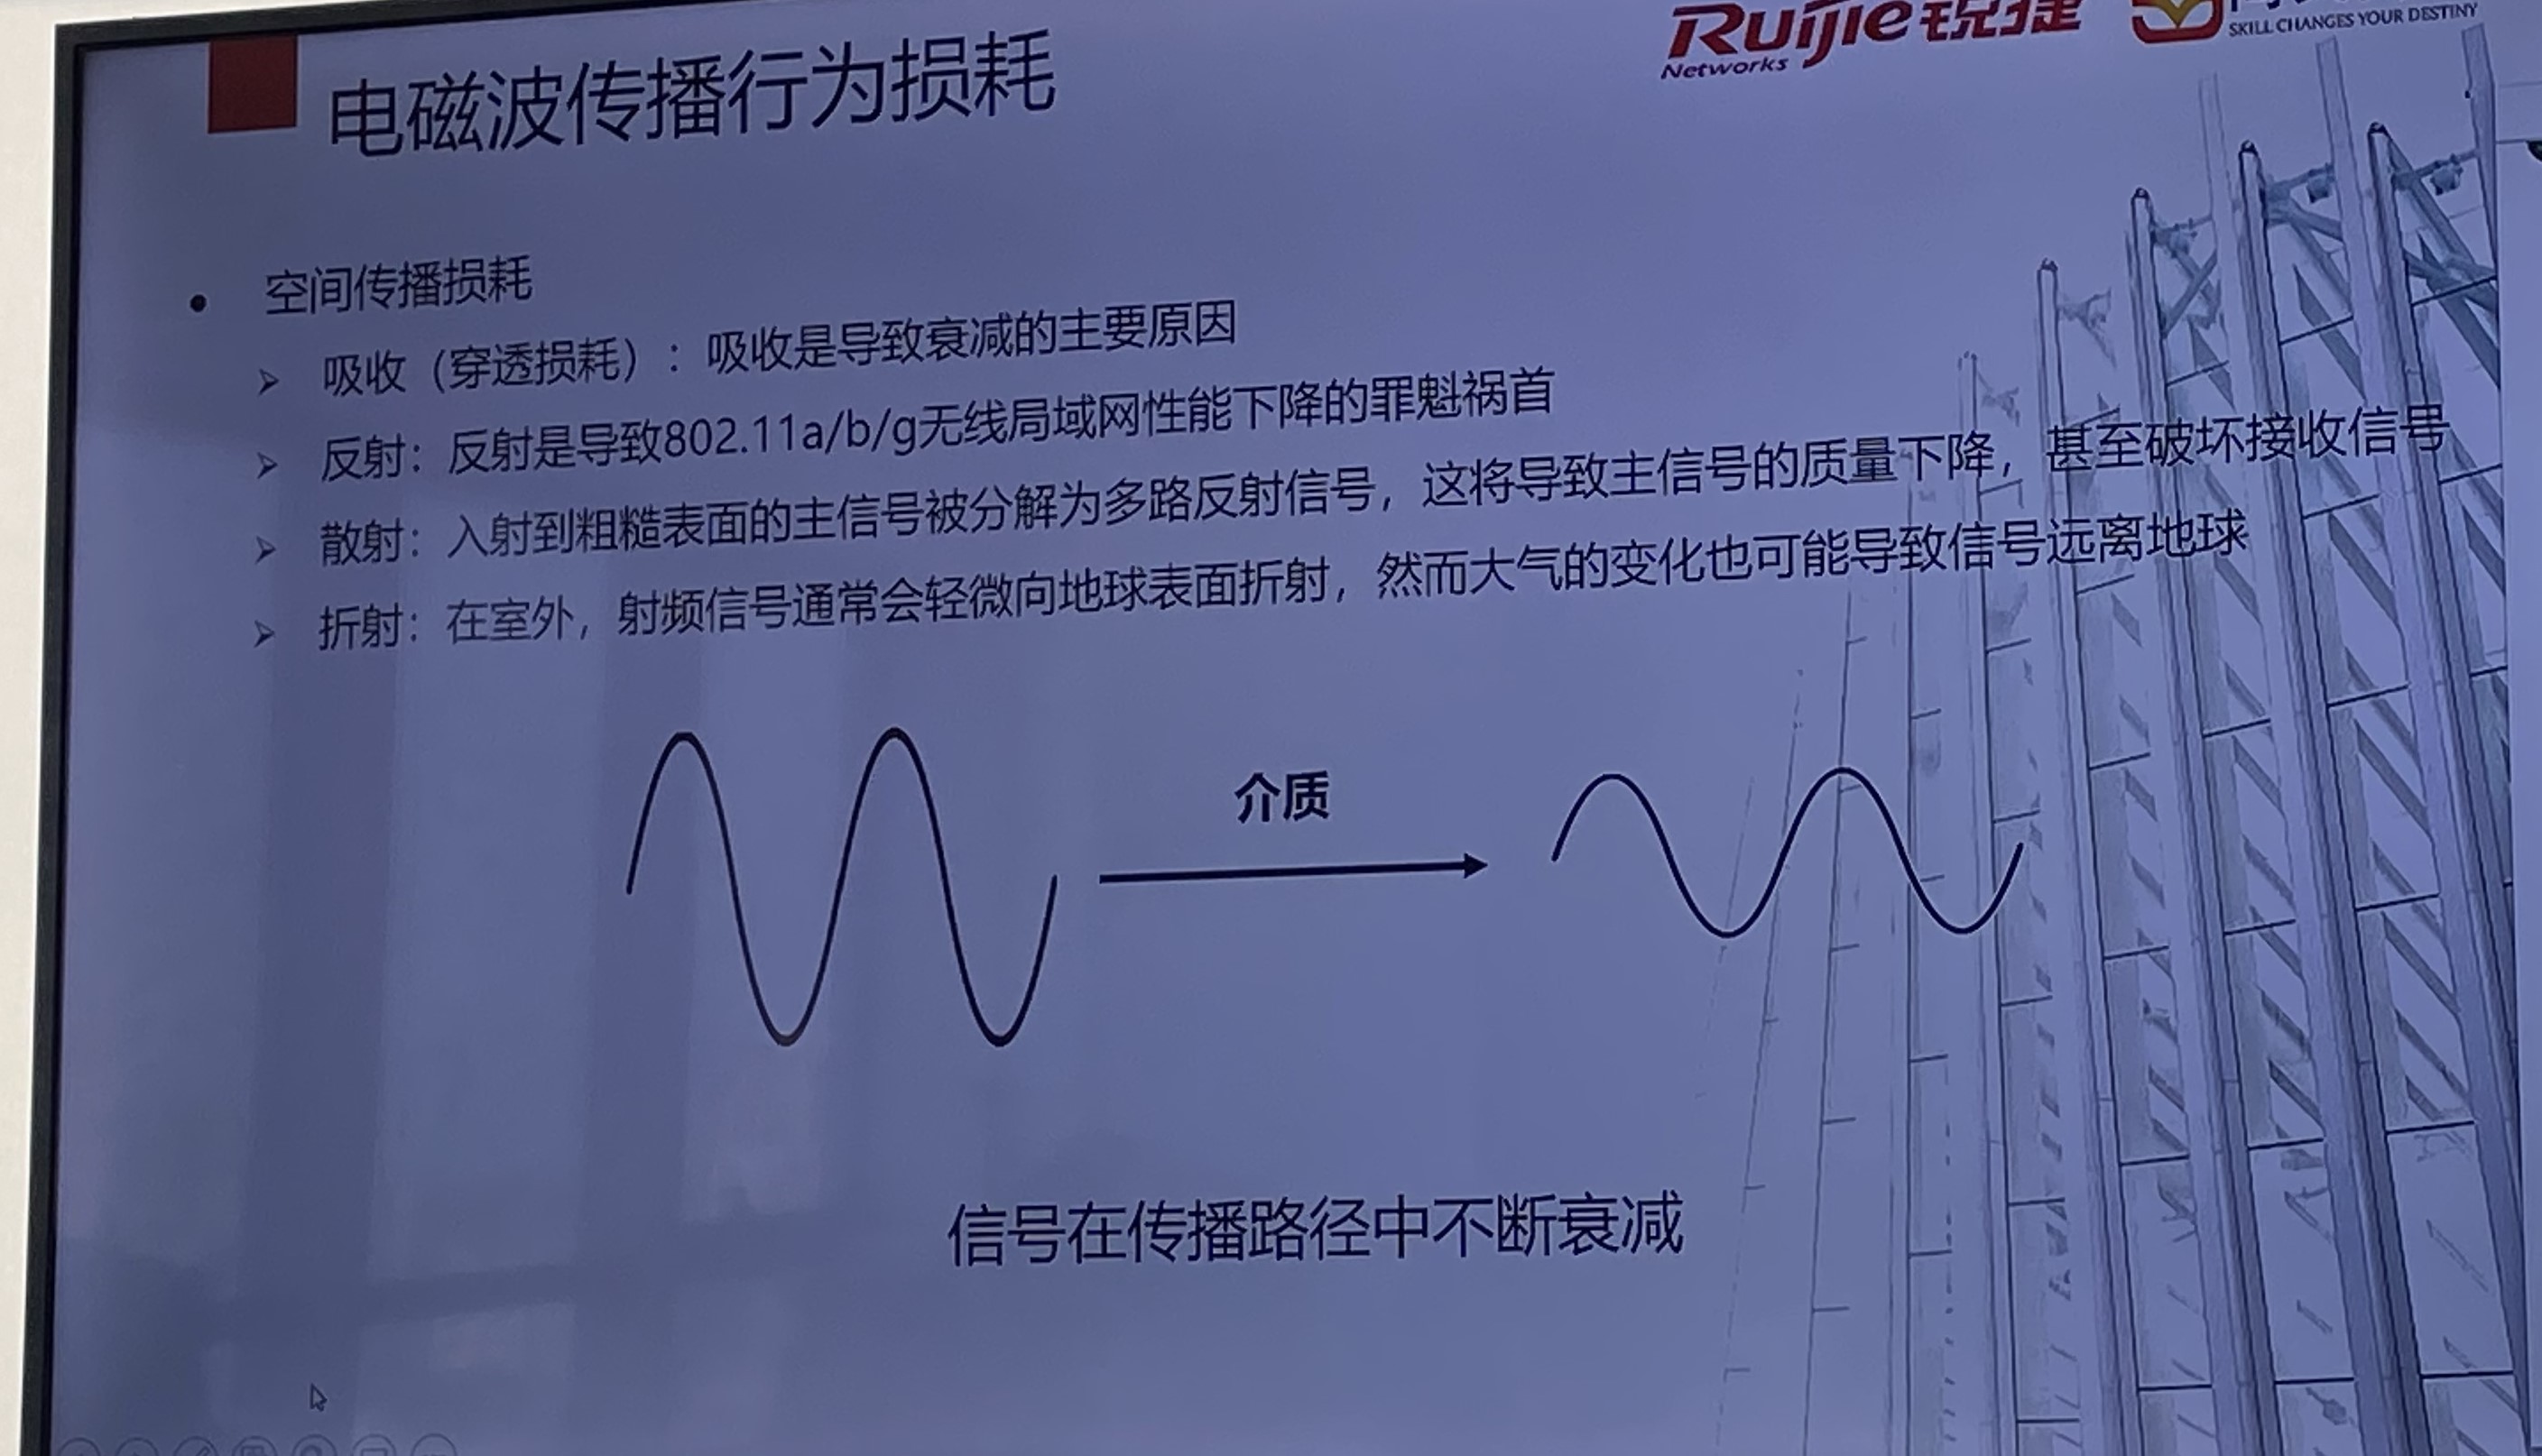 Ruijie锐捷
Networks
SKILL CHANGES YOUR DESTINY
电磁波传播行为损耗
• 空间传播损耗
➢ 吸收（穿透损耗）：吸收是导致衰减的主要原因
➢ 反射：反射是导致802.11a/b/g无线局域网性能下降的罪魁祸首
➢ 散射：入射到粗糙表面的主信号被分解为多路反射信号，这将导致主信号的质量下降，甚至破坏接收信号
➢ 折射：在室外，射频信号通常会轻微向地球表面折射，然而大气的变化也可能导致信号远离地球
介质
信号在传播路径中不断衰减